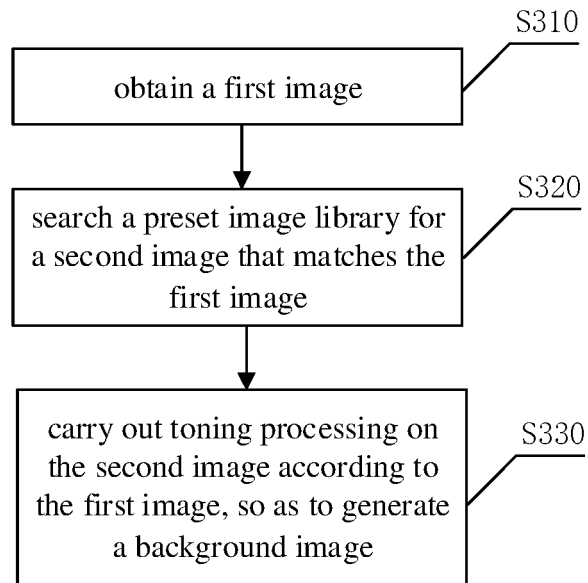 S310
obtain a first image
S320
search a preset image library for
a second image that matches the
first image
S330
carry out toning processing on
the second image according to
the first image, so as to generate
a background image